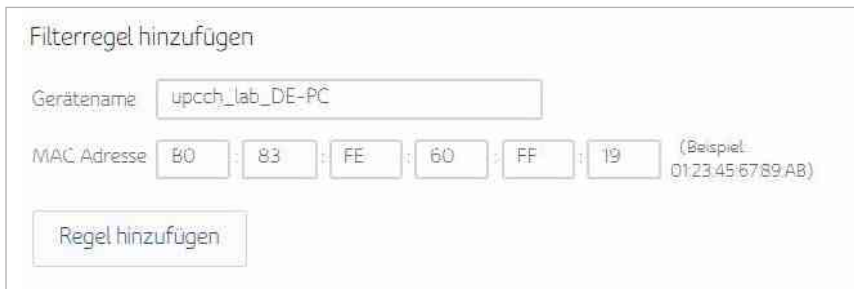 Filterregel hinzufügen
Gerätename upcch_lab_DE-PC
MAC Adresse B0 : 83 : FE : 60 : FF : 19 (Beispiel:
01:23:45:67:89:AB)
Regel hinzufügen